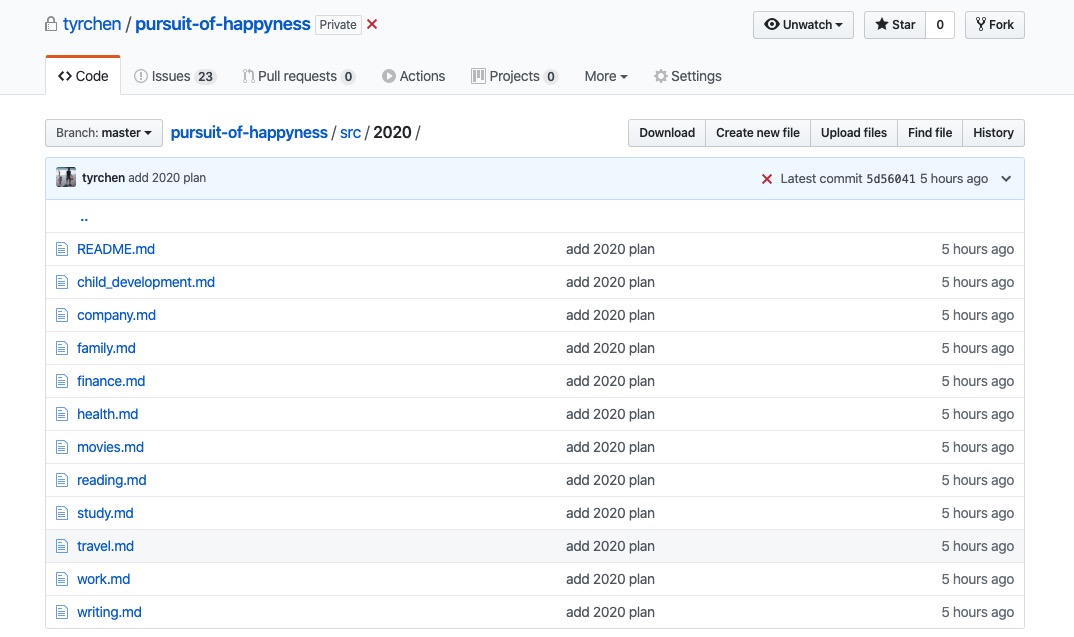 tyrchen / pursuit-of-happyness Private Unwatch Star 0 Fork
Code Issues 23 Pull requests 0 Actions Projects 0 More Settings
Branch: master pursuit-of-happyness / src / 2020 / Download Create new file Upload files Find file History
tyrchen add 2020 plan Latest commit 5d56041 5 hours ago
..
README.md add 2020 plan 5 hours ago
child_development.md add 2020 plan 5 hours ago
company.md add 2020 plan 5 hours ago
family.md add 2020 plan 5 hours ago
finance.md add 2020 plan 5 hours ago
health.md add 2020 plan 5 hours ago
movies.md add 2020 plan 5 hours ago
reading.md add 2020 plan 5 hours ago
study.md add 2020 plan 5 hours ago
travel.md add 2020 plan 5 hours ago
work.md add 2020 plan 5 hours ago
writing.md add 2020 plan 5 hours ago